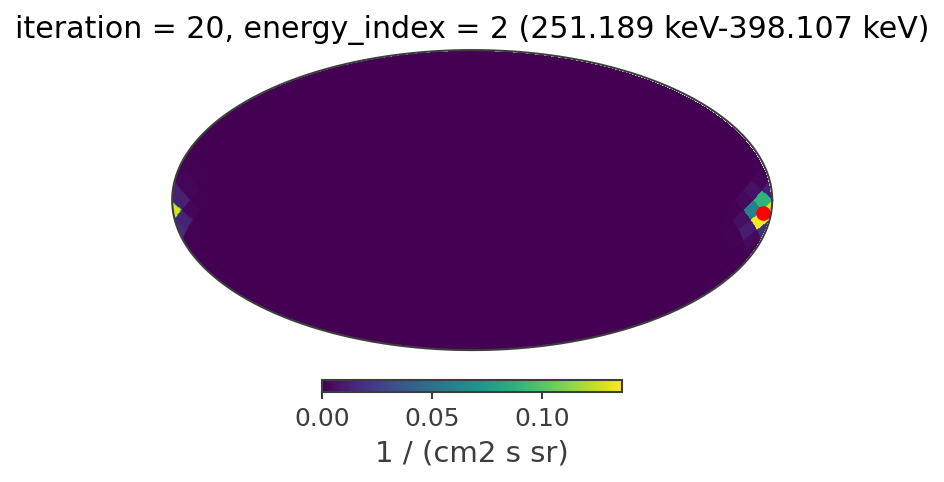 iteration = 20, energy_index = 2 (251.189 keV-398.107 keV)
0.00 0.05 0.10
1 / (cm2 s sr)